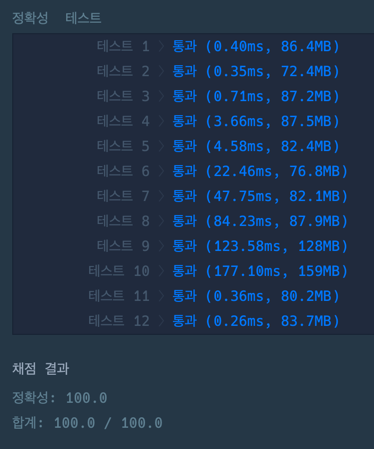 정확성  테스트
테스트 1 > 통과 (0.40ms, 86.4MB)
테스트 2 > 통과 (0.35ms, 72.4MB)
테스트 3 > 통과 (0.71ms, 87.2MB)
테스트 4 > 통과 (3.66ms, 87.5MB)
테스트 5 > 통과 (4.58ms, 82.4MB)
테스트 6 > 통과 (22.46ms, 76.8MB)
테스트 7 > 통과 (47.75ms, 82.1MB)
테스트 8 > 통과 (84.23ms, 87.9MB)
테스트 9 > 통과 (123.58ms, 128MB)
테스트 10 > 통과 (177.10ms, 159MB)
테스트 11 > 통과 (0.36ms, 80.2MB)
테스트 12 > 통과 (0.26ms, 83.7MB)
채점 결과
정확성: 100.0
합계: 100.0 / 100.0